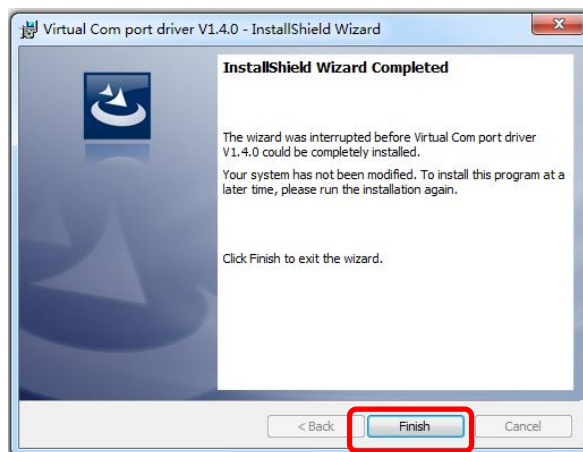 Virtual Com port driver V1.4.0 - InstallShield Wizard
InstallShield Wizard Completed
The wizard was interrupted before Virtual Com port driver
V1.4.0 could be completely installed.
Your system has not been modified. To install this program at a
later time, please run the installation again.
Click Finish to exit the wizard.
< Back
Finish
Cancel